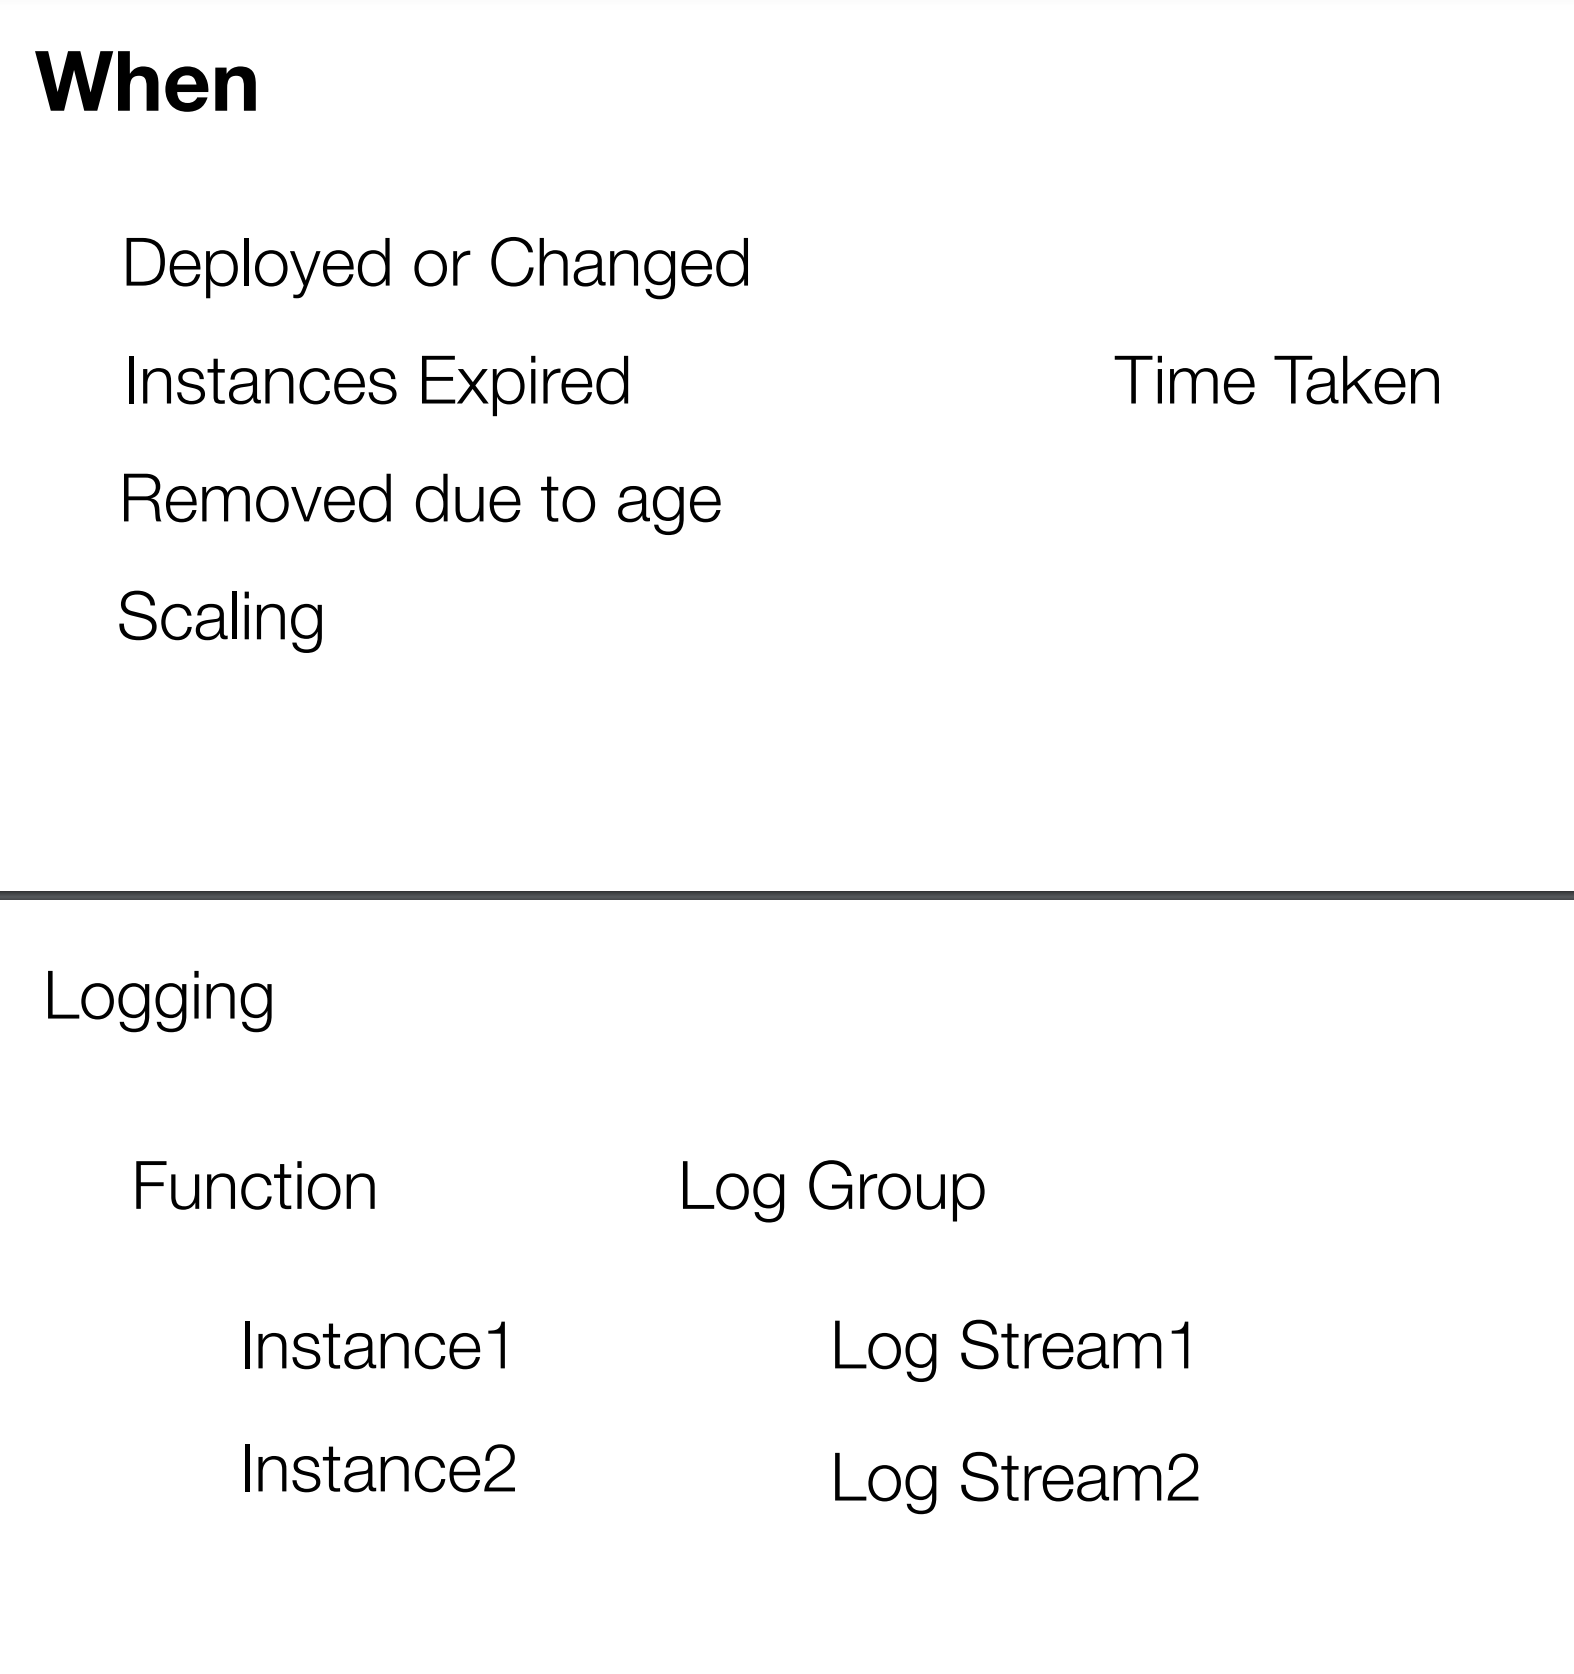 When
Deployed or Changed
Instances Expired
Time Taken
Removed due to age
Scaling
Logging
Function
Log Group
Instance1
Log Stream1
Instance2
Log Stream2